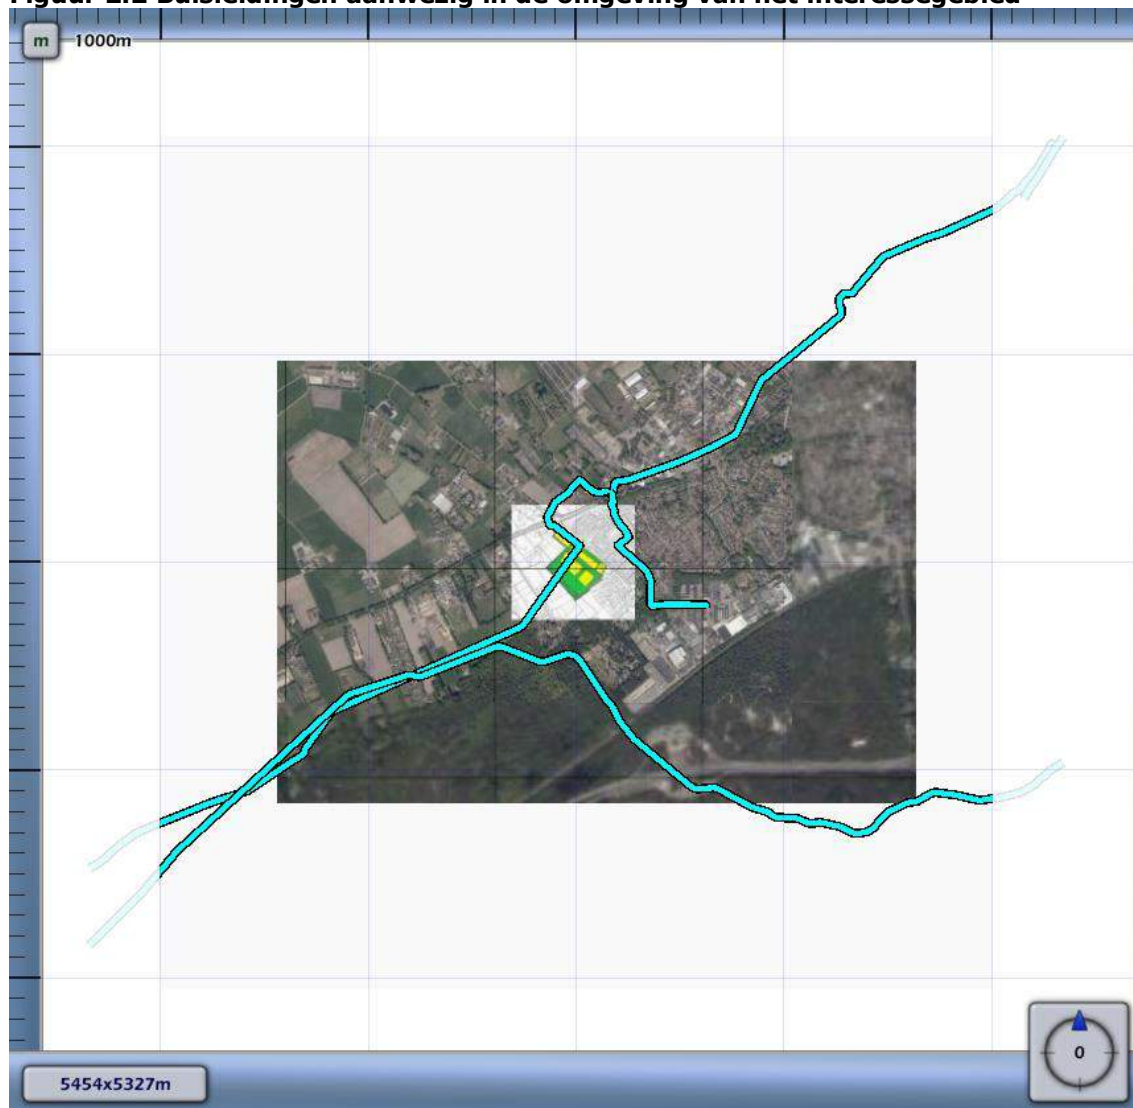 Figuur 2.2 Buisleidingen aanwezig in de omgeving van het interessegebied
m
1000m
0
5454x5327m